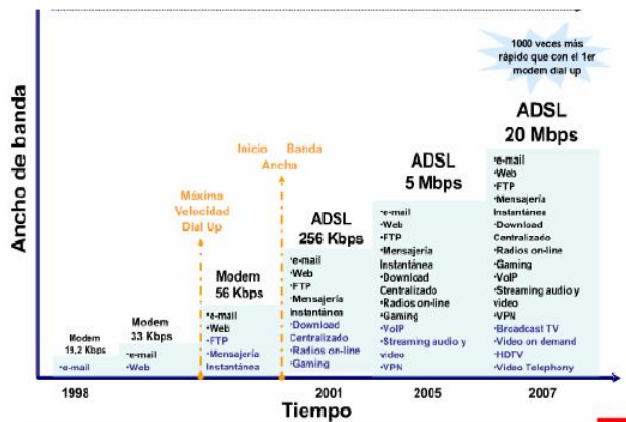 1000 veces más
rápido que con el 1er
modem dial up
Ancho de banda
ADSL
20 Mbps
•e-mail
•Web
•FTP
•Mensajería
Instantánea
•Download
Centralizado
•Radios on-line
•Gaming
•VoIP
•Streaming audio y
video
•VPN
•Broadcast TV
•Video on demand
•HDTV
•Video Telephony
ADSL
5 Mbps
•e-mail
•Web
•FTP
•Mensajería
Instantánea
•Download
Centralizado
•Radios on-line
•Gaming
•VoIP
•Streaming audio y
video
•VPN
Inicio Banda
Ancha
ADSL
256 Kbps
•e-mail
•Web
•FTP
•Mensajería
Instantánea
•Download
Centralizado
•Radios on-line
•Gaming
Máxima
Velocidad
Dial Up
Modem
56 Kbps
•e-mail
•Web
•FTP
•Mensajería
Instantánea
Modem
33 Kbps
•e-mail
•Web
Modem
19,2 Kbps
•e-mail
1998
2001
2005
2007
Tiempo